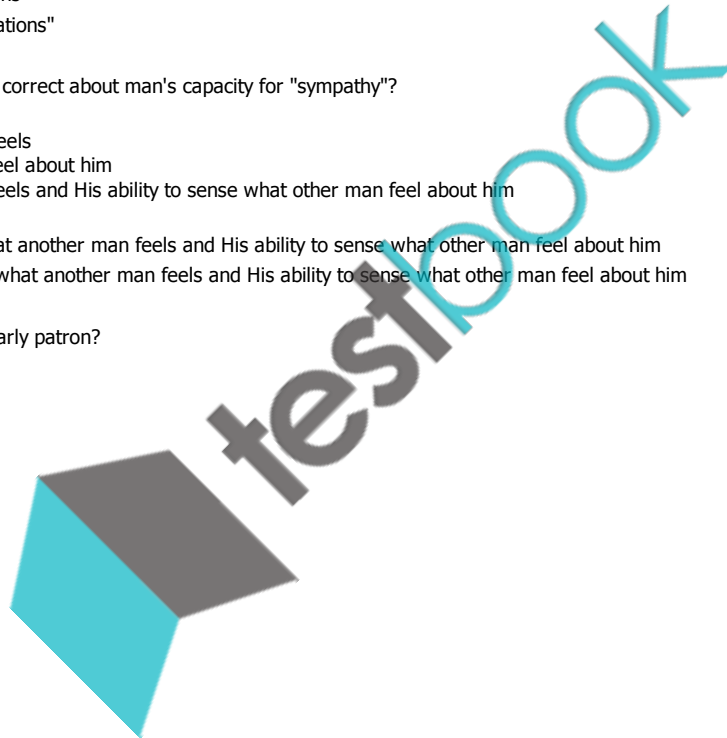 ations"
correct about man's capacity for "sympathy"?
eels
eel about him
eels and His ability to sense what other man feel about him
at another man feels and His ability to sense what other man feel about him
what another man feels and His ability to sense what other man feel about him
arly patron?
testbook